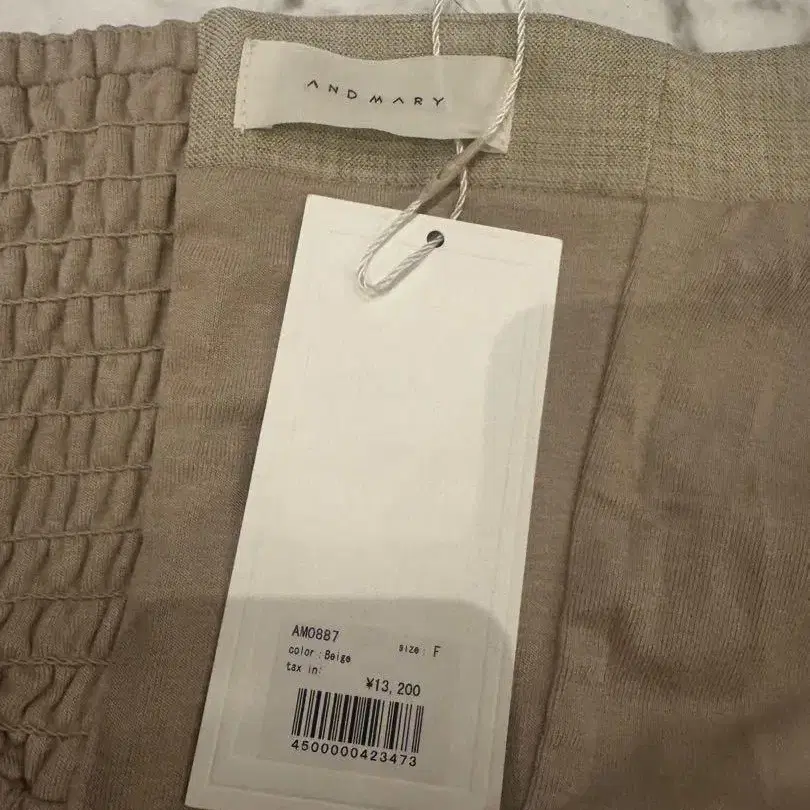 AND MARY
AM0887 size: F
color:Beige
tax in:
¥13,200
4500000423473